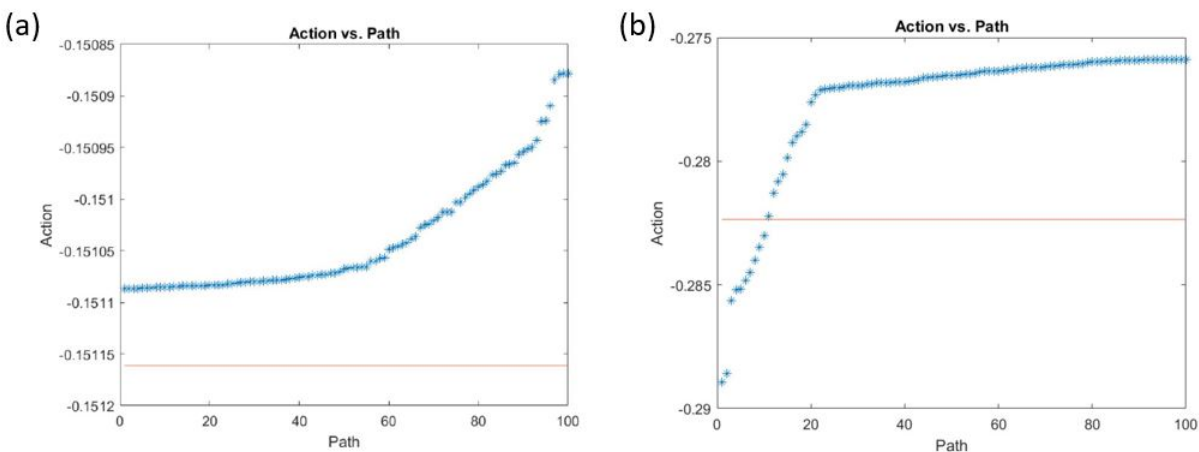 (a)
Action vs. Path
-0.15085
-0.1509
-0.15095
-0.151
-0.15105
-0.1511
-0.15115
-0.1512
Action
0 20 40 60 80 100
Path
(b)
Action vs. Path
-0.275
-0.28
-0.285
-0.29
Action
0 20 40 60 80 100
Path